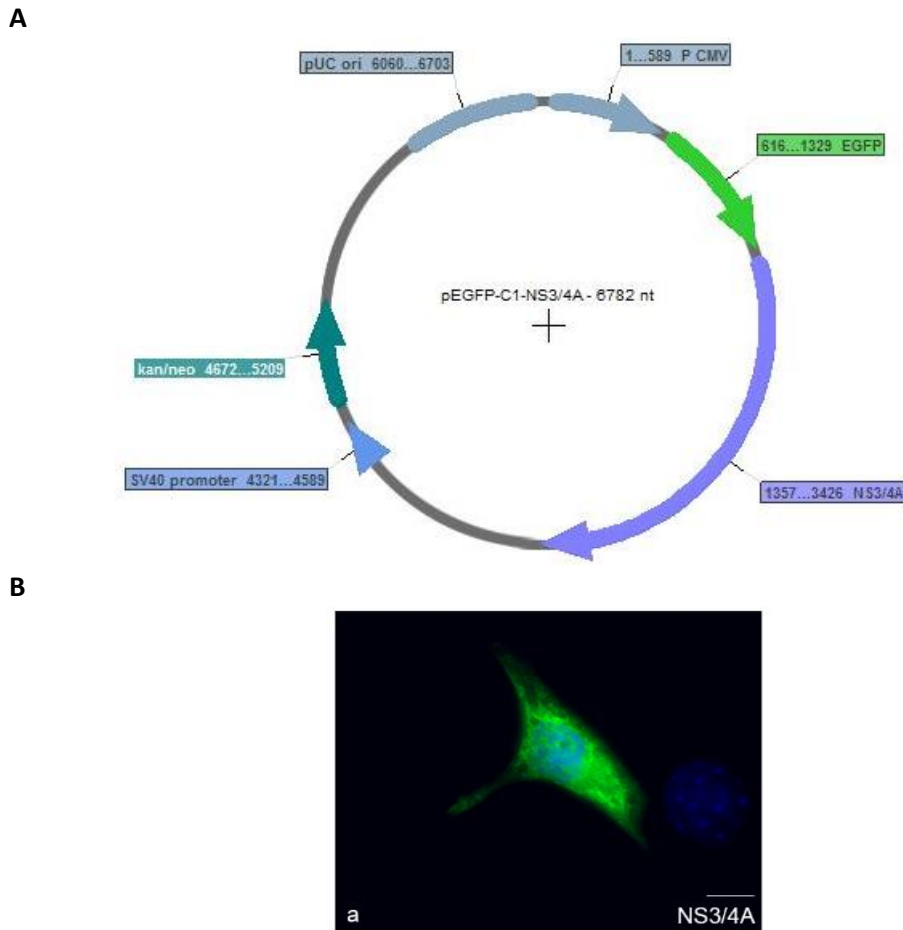 A
pUC ori 6060...6703
1...589 P CMV
616...1329 EGFP
pEGFP-C1-NS3/4A - 6782 nt
kan/neo 4672...5209
SV40 promoter 4321...4589
1357...3426 NS3/4A
B
a
NS3/4A